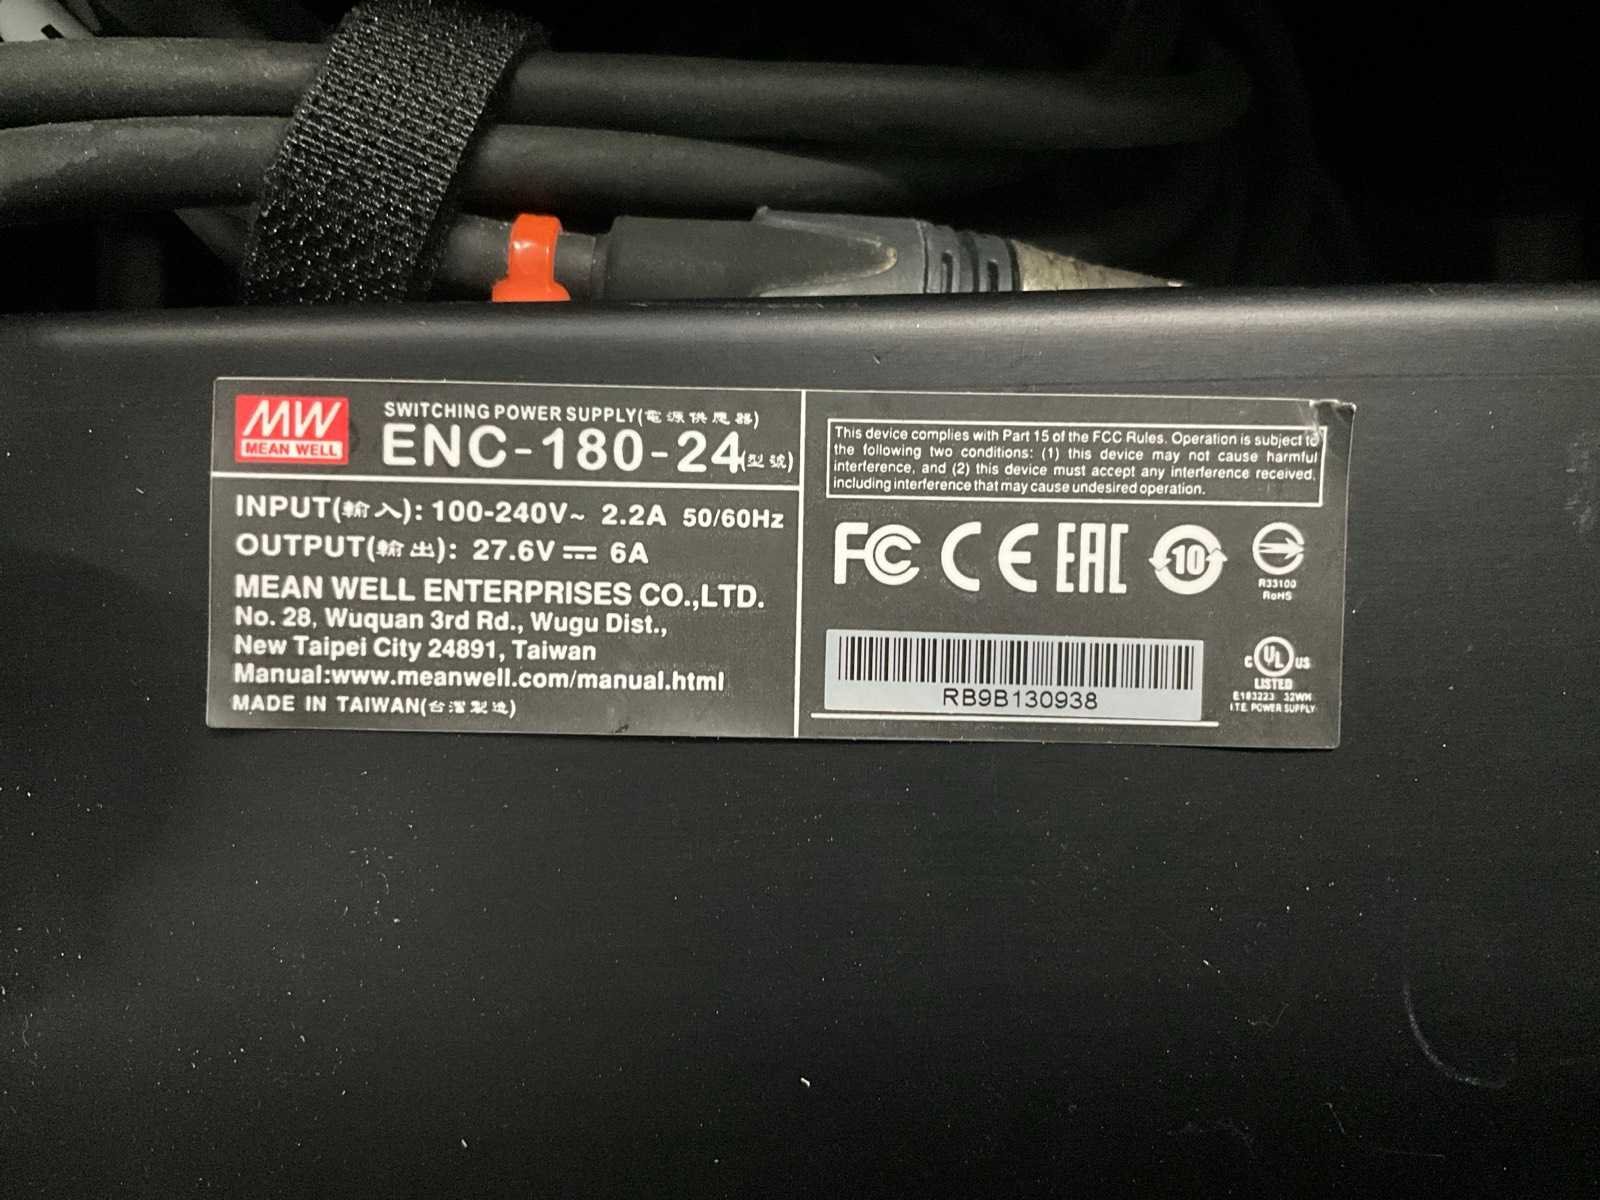 MW
MEAN WELL
SWITCHING POWER SUPPLY(電源供應器)
ENC-180-24(型號)
INPUT(輸入): 100-240V~ 2.2A 50/60Hz
OUTPUT(輸出): 27.6V⎓ 6A
MEAN WELL ENTERPRISES CO.,LTD.
No. 28, Wuquan 3rd Rd., Wugu Dist.,
New Taipei City 24891, Taiwan
Manual:www.meanwell.com/manual.html
MADE IN TAIWAN(台灣製造)
This device complies with Part 15 of the FCC Rules. Operation is subject to
the following two conditions: (1) this device may not cause harmful
interference, and (2) this device must accept any interference received,
including interference that may cause undesired operation.
FC CE EAC 10
R33100
RoHS
RB9B130938
c UL us
LISTED
E183223 32WM
I.T.E. POWER SUPPLY